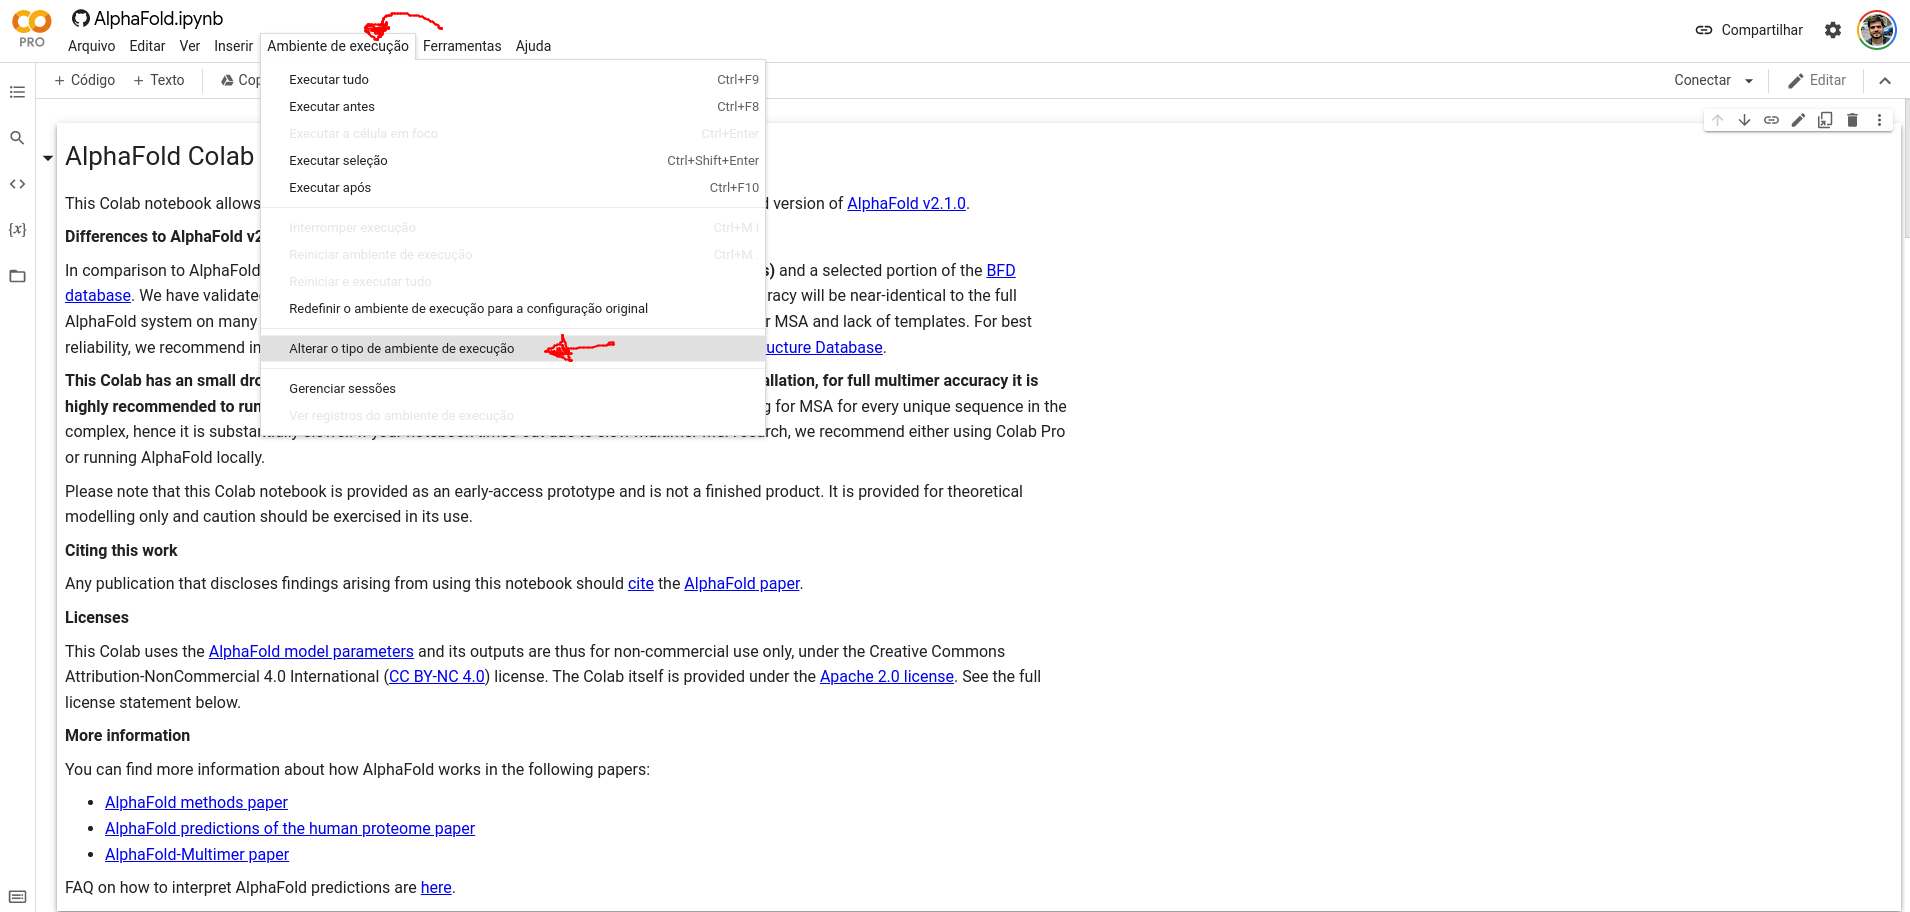 AlphaFold.ipynb
PRO
Arquivo Editar Ver Inserir Ambiente de execução Ferramentas Ajuda
Compartilhar
+ Código + Texto Cop
Conectar
Editar
Executar tudo Ctrl+F9
Executar antes Ctrl+F8
Executar a célula em foco Ctrl+Enter
Executar seleção Ctrl+Shift+Enter
Executar após Ctrl+F10
Interromper execução Ctrl+M I
Reiniciar ambiente de execução Ctrl+M .
Reiniciar e executar tudo
Redefinir o ambiente de execução para a configuração original
Alterar o tipo de ambiente de execução
Gerenciar sessões
Ver registros do ambiente de execução
AlphaFold Colab
This Colab notebook allows d version of AlphaFold v2.1.0.
Differences to AlphaFold v2
In comparison to AlphaFold s) and a selected portion of the BFD
database. We have validate racy will be near-identical to the full
AlphaFold system on many r MSA and lack of templates. For best
reliability, we recommend in ucture Database.
This Colab has an small dro allation, for full multimer accuracy it is
highly recommended to run g for MSA for every unique sequence in the
complex, hence it is substantially search, we recommend either using Colab Pro
or running AlphaFold locally.
Please note that this Colab notebook is provided as an early-access prototype and is not a finished product. It is provided for theoretical
modelling only and caution should be exercised in its use.
Citing this work
Any publication that discloses findings arising from using this notebook should cite the AlphaFold paper.
Licenses
This Colab uses the AlphaFold model parameters and its outputs are thus for non-commercial use only, under the Creative Commons
Attribution-NonCommercial 4.0 International (CC BY-NC 4.0) license. The Colab itself is provided under the Apache 2.0 license. See the full
license statement below.
More information
You can find more information about how AlphaFold works in the following papers:
• AlphaFold methods paper
• AlphaFold predictions of the human proteome paper
• AlphaFold-Multimer paper
FAQ on how to interpret AlphaFold predictions are here.